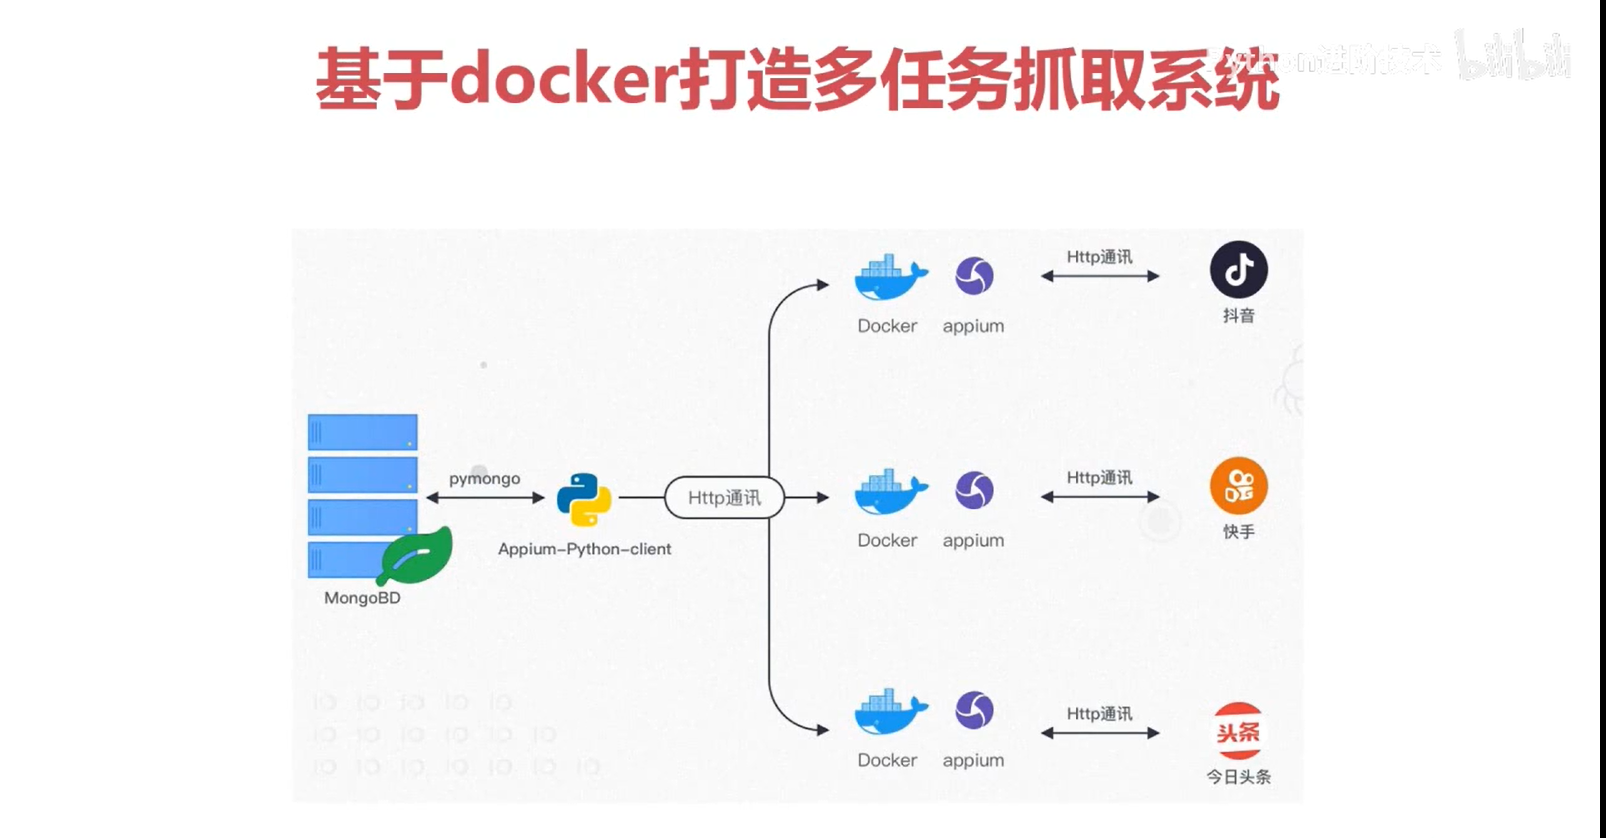 基于docker打造多任务抓取系统
Python进阶技术 bilibili
Http通讯
Docker appium
抖音
pymongo
Http通讯
Http通讯
Docker appium
快手
Appium-Python-client
MongoBD
Http通讯
Docker appium
头条
今日头条